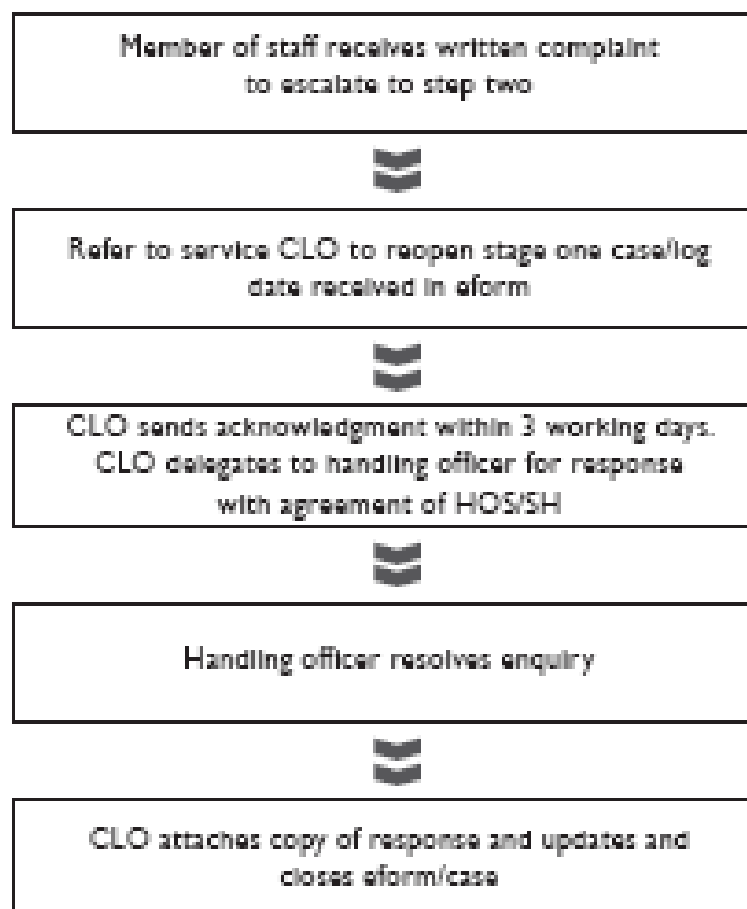 Member of staff receives written complaint
to escalate to step two
Refer to service CLO to reopen stage one case/log
date received in eform
CLO sends acknowledgment within 3 working days.
CLO delegates to handling officer for response
with agreement of HOS/SH
Handling officer resolves enquiry
CLO attaches copy of response and updates and
closes eform/case